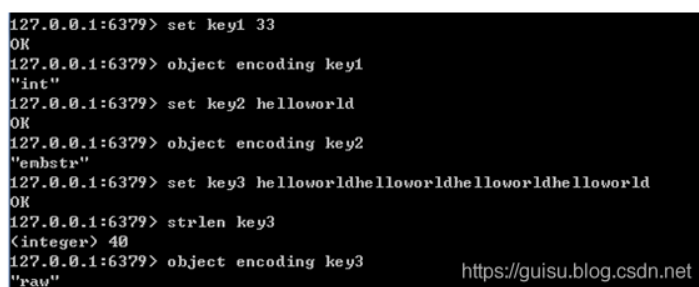 127.0.0.1:6379> set key1 33
OK
127.0.0.1:6379> object encoding key1
"int"
127.0.0.1:6379> set key2 helloworld
OK
127.0.0.1:6379> object encoding key2
"embstr"
127.0.0.1:6379> set key3 helloworldhelloworldhelloworldhelloworld
OK
127.0.0.1:6379> strlen key3
(integer) 40
127.0.0.1:6379> object encoding key3
"raw"
https://guisu.blog.csdn.net